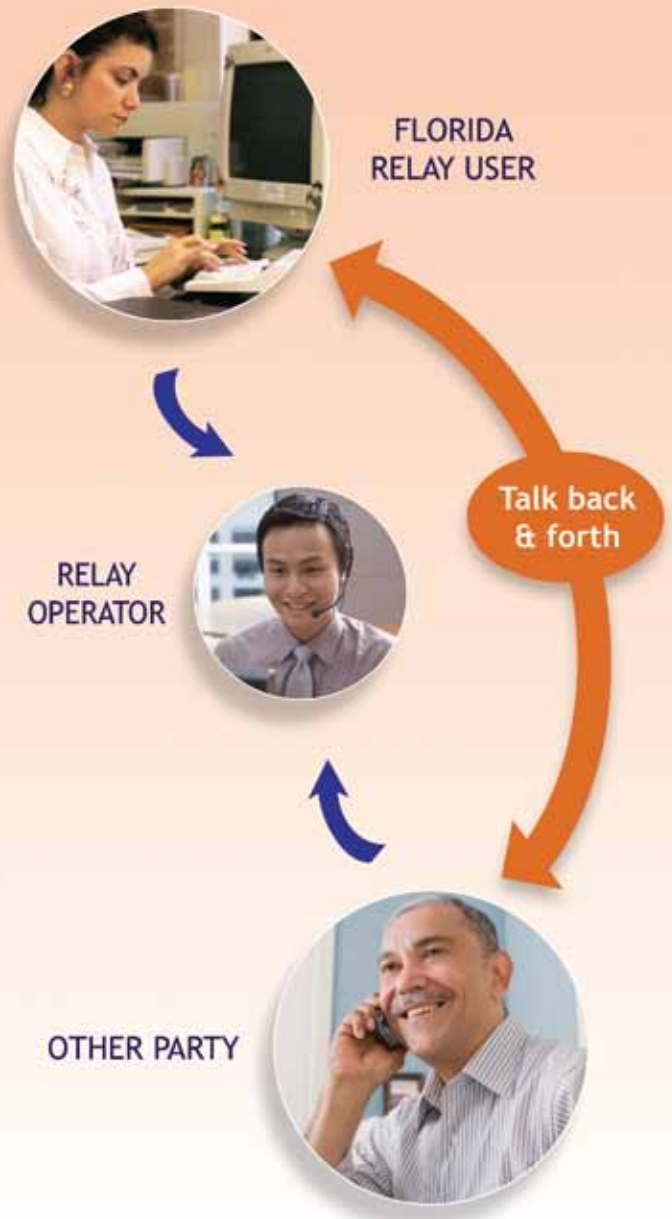 FLORIDA
RELAY USER
Talk back
& forth
RELAY
OPERATOR
OTHER PARTY